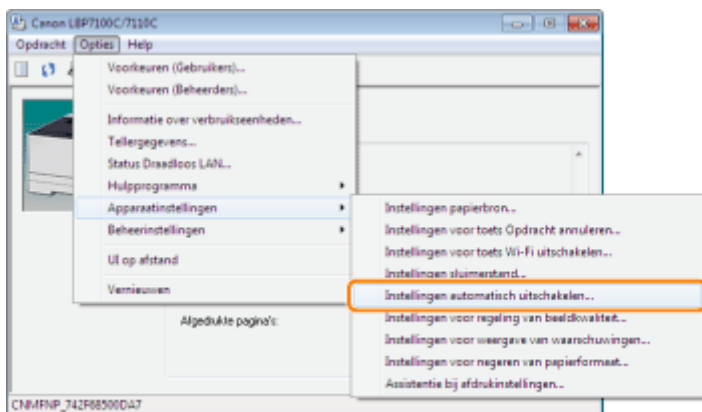 Canon LBP7100C/7110C
Opdracht Opties Help
Voorkeuren (Gebruikers)...
Voorkeuren (Beheerders)...
Informatie over verbruikseenheden...
Tellergegevens...
Status Draadloos LAN...
Hulpprogramma
Apparaatinstellingen
Beheerinstellingen
UI op afstand
Vernieuwen
Instellingen papierbron...
Instellingen voor toets Opdracht annuleren...
Instellingen voor toets Wi-Fi uitschakelen...
Instellingen sluimerstand...
Instellingen automatisch uitschakelen...
Instellingen voor regeling van beeldkwaliteit...
Instellingen voor weergave van waarschuwingen...
Instellingen voor negeren van papierformaat...
Assistentie bij afdrukinstellingen...
Afgedrukte pagina's:
CNMFNP_742F68500DA7